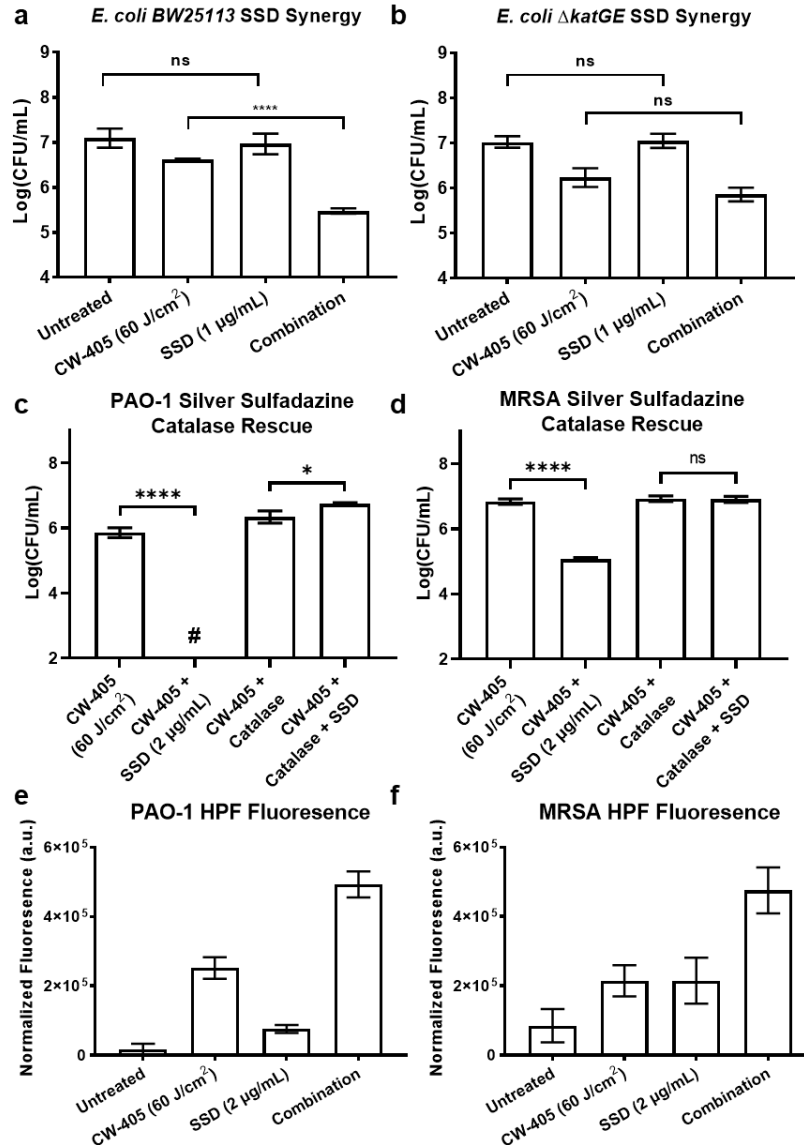 a
E. coli BW25113 SSD Synergy
Log(CFU/mL)
7
8
9
6
5
4
ns
****
Untreated
CW-405 (60 J/cm²)
SSD (1 µg/mL)
Combination
b
E. coli ΔkatGE SSD Synergy
Log(CFU/mL)
9
8
7
6
5
4
ns
ns
Untreated
CW-405 (60 J/cm²)
SSD (1 µg/mL)
Combination
c
PAO-1 Silver Sulfadazine
Catalase Rescue
Log(CFU/mL)
8
6
4
2
****
*
#
CW-405
(60 J/cm²)
CW-405 +
SSD (2 µg/mL)
CW-405 +
Catalase
CW-405 +
Catalase + SSD
d
MRSA Silver Sulfadazine
Catalase Rescue
Log(CFU/mL)
8
6
4
2
****
ns
CW-405
(60 J/cm²)
CW-405 +
SSD (2 µg/mL)
CW-405 +
Catalase
CW-405 +
Catalase + SSD
e
PAO-1 HPF Fluoresence
Normalized Fluoresence (a.u.)
6×10⁵
4×10⁵
2×10⁵
0
Untreated
CW-405 (60 J/cm²)
SSD (2 µg/mL)
Combination
f
MRSA HPF Fluoresence
Normalized Fluoresence (a.u.)
6×10⁵
4×10⁵
2×10⁵
0
Untreated
CW-405 (60 J/cm²)
SSD (2 µg/mL)
Combination